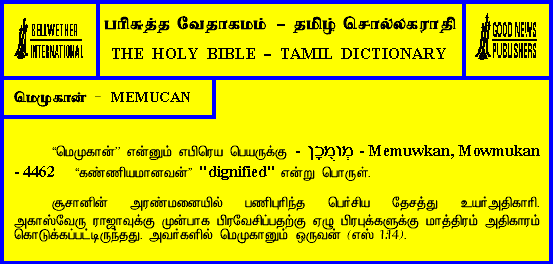 BELLWETHER
INTERNATIONAL
பரிசுத்த வேதாகமம் - தமிழ் சொல்லகராதி
THE HOLY BIBLE - TAMIL DICTIONARY
GOOD NEWS
PUBLISHERS
மெமுகான் - MEMUCAN
“மெமுகான்” என்னும் எபிரெய பெயருக்கு - מְוּמֻכָן - Memuwkan, Mowmukan
- 4462 “கண்ணியமானவன்” "dignified" என்று பொருள்.
சூசானின் அரண்மனையில் பணிபுரிந்த பெர்சிய தேசத்து உயர்அதிகாரி.
அகாஸ்வேரு ராஜாவுக்கு முன்பாக பிரவேசிப்பதற்கு ஏழு பிரபுக்களுக்கு மாத்திரம் அதிகாரம்
கொடுக்கப்பட்டிருந்தது. அவர்களில் மெமுகானும் ஒருவன் (எஸ் 1:14).